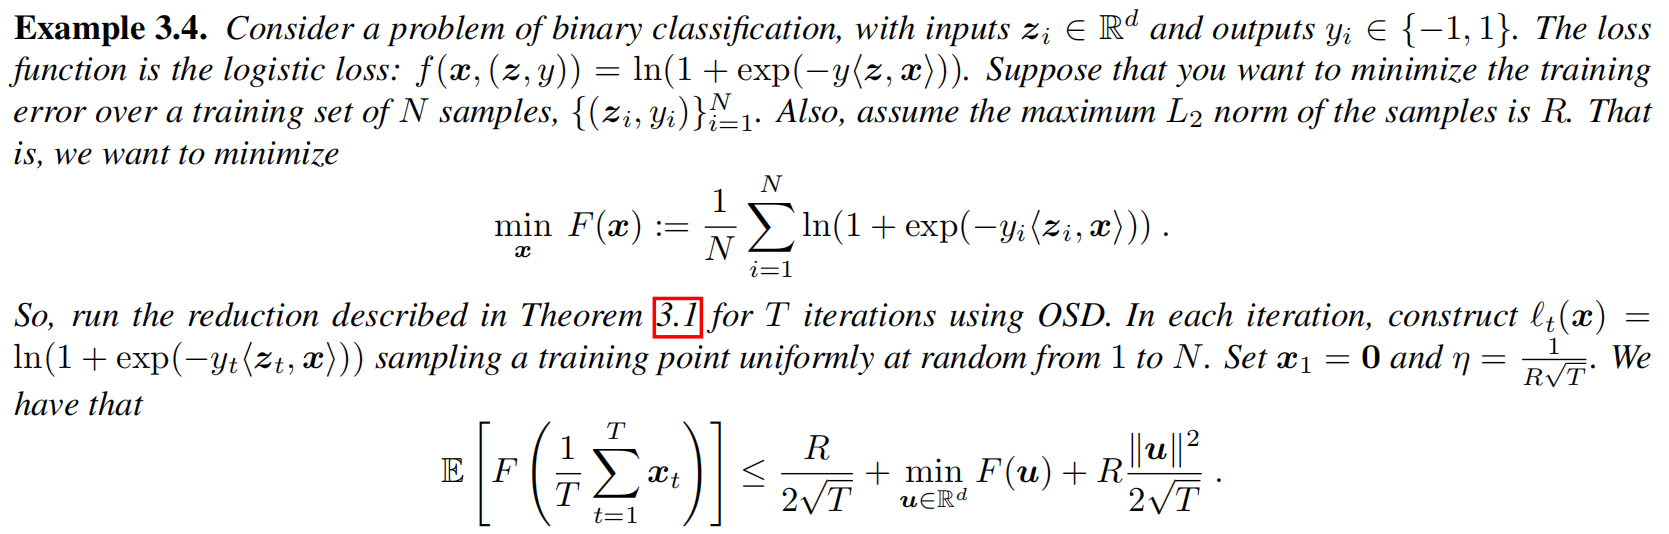 Example 3.4. Consider a problem of binary classification, with inputs $\boldsymbol{z}_i \in \mathbb{R}^d$ and outputs $y_i \in \{-1, 1\}$. The loss
function is the logistic loss: $f(\boldsymbol{x}, (\boldsymbol{z}, y)) = \ln(1 + \exp(-y\langle \boldsymbol{z}, \boldsymbol{x}\rangle))$. Suppose that you want to minimize the training
error over a training set of $N$ samples, $\{(\boldsymbol{z}_i, y_i)\}_{i=1}^N$. Also, assume the maximum $L_2$ norm of the samples is $R$. That
is, we want to minimize
$$\min_{\boldsymbol{x}} F(\boldsymbol{x}) := \frac{1}{N} \sum_{i=1}^N \ln(1 + \exp(-y_i\langle \boldsymbol{z}_i, \boldsymbol{x}\rangle)) .$$
So, run the reduction described in Theorem 3.1 for $T$ iterations using OSD. In each iteration, construct $\ell_t(\boldsymbol{x}) =$
$\ln(1 + \exp(-y_t\langle \boldsymbol{z}_t, \boldsymbol{x}\rangle))$ sampling a training point uniformly at random from $1$ to $N$. Set $\boldsymbol{x}_1 = \boldsymbol{0}$ and $\eta = \frac{1}{R\sqrt{T}}$. We
have that
$$\mathbb{E}\left[F\left(\frac{1}{T} \sum_{t=1}^T \boldsymbol{x}_t\right)\right] \leq \frac{R}{2\sqrt{T}} + \min_{\boldsymbol{u} \in \mathbb{R}^d} F(\boldsymbol{u}) + R\frac{\|\boldsymbol{u}\|^2}{2\sqrt{T}} .$$